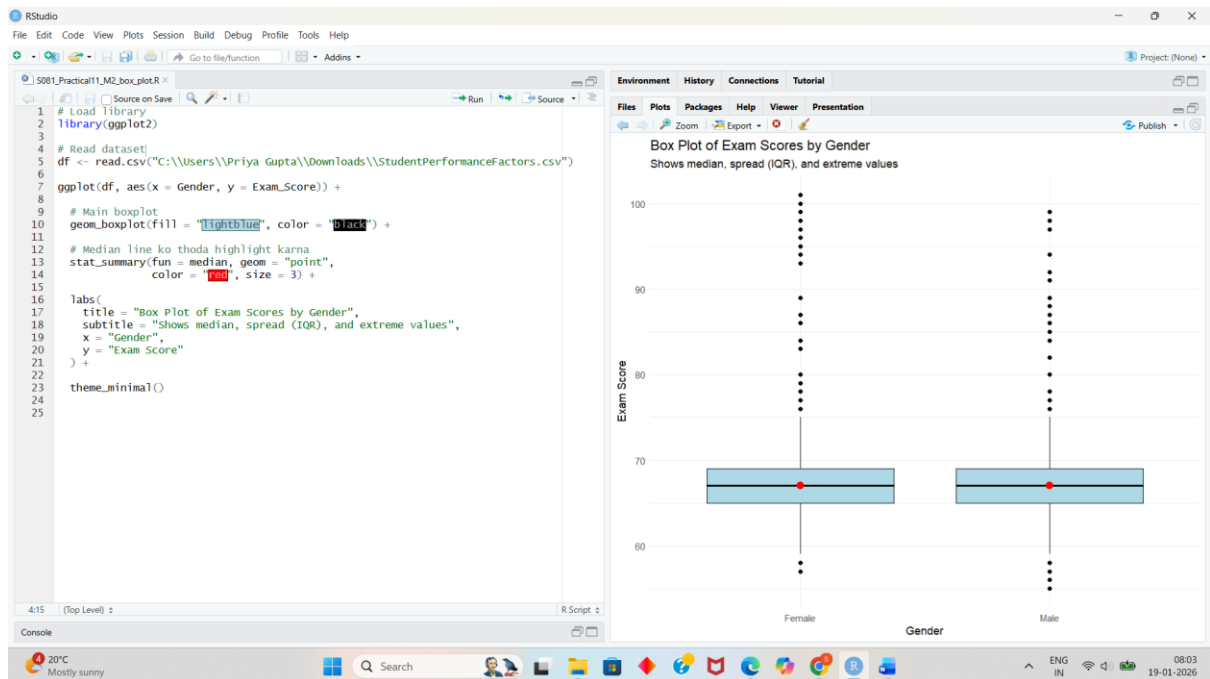 RStudio
File Edit Code View Plots Session Build Debug Profile Tools Help
Go to file/function Addins Project: (None)
S081_Practical11_M2_box_plot.R
Source on Save Run Source
1 # Load library
2 library(ggplot2)
3
4 # Read dataset
5 df <- read.csv("C:\\Users\\Priya Gupta\\Downloads\\StudentPerformanceFactors.csv")
6
7 ggplot(df, aes(x = Gender, y = Exam_Score)) +
8
9 # Main boxplot
10 geom_boxplot(fill = "lightblue", color = "black") +
11
12 # Median line ko thoda highlight karna
13 stat_summary(fun = median, geom = "point",
14 color = "red", size = 3) +
15
16 labs(
17 title = "Box Plot of Exam Scores by Gender",
18 subtitle = "Shows median, spread (IQR), and extreme values",
19 x = "Gender",
20 y = "Exam Score"
21 ) +
22
23 theme_minimal()
24
25
4:15 (Top Level) R Script
Console
Environment History Connections Tutorial
Files Plots Packages Help Viewer Presentation
Zoom Export Publish
Box Plot of Exam Scores by Gender
Shows median, spread (IQR), and extreme values
100
90
80
70
60
Exam Score
Female Male
Gender
4
20°C
Mostly sunny
Search
ENG
IN
08:03
19-01-2026